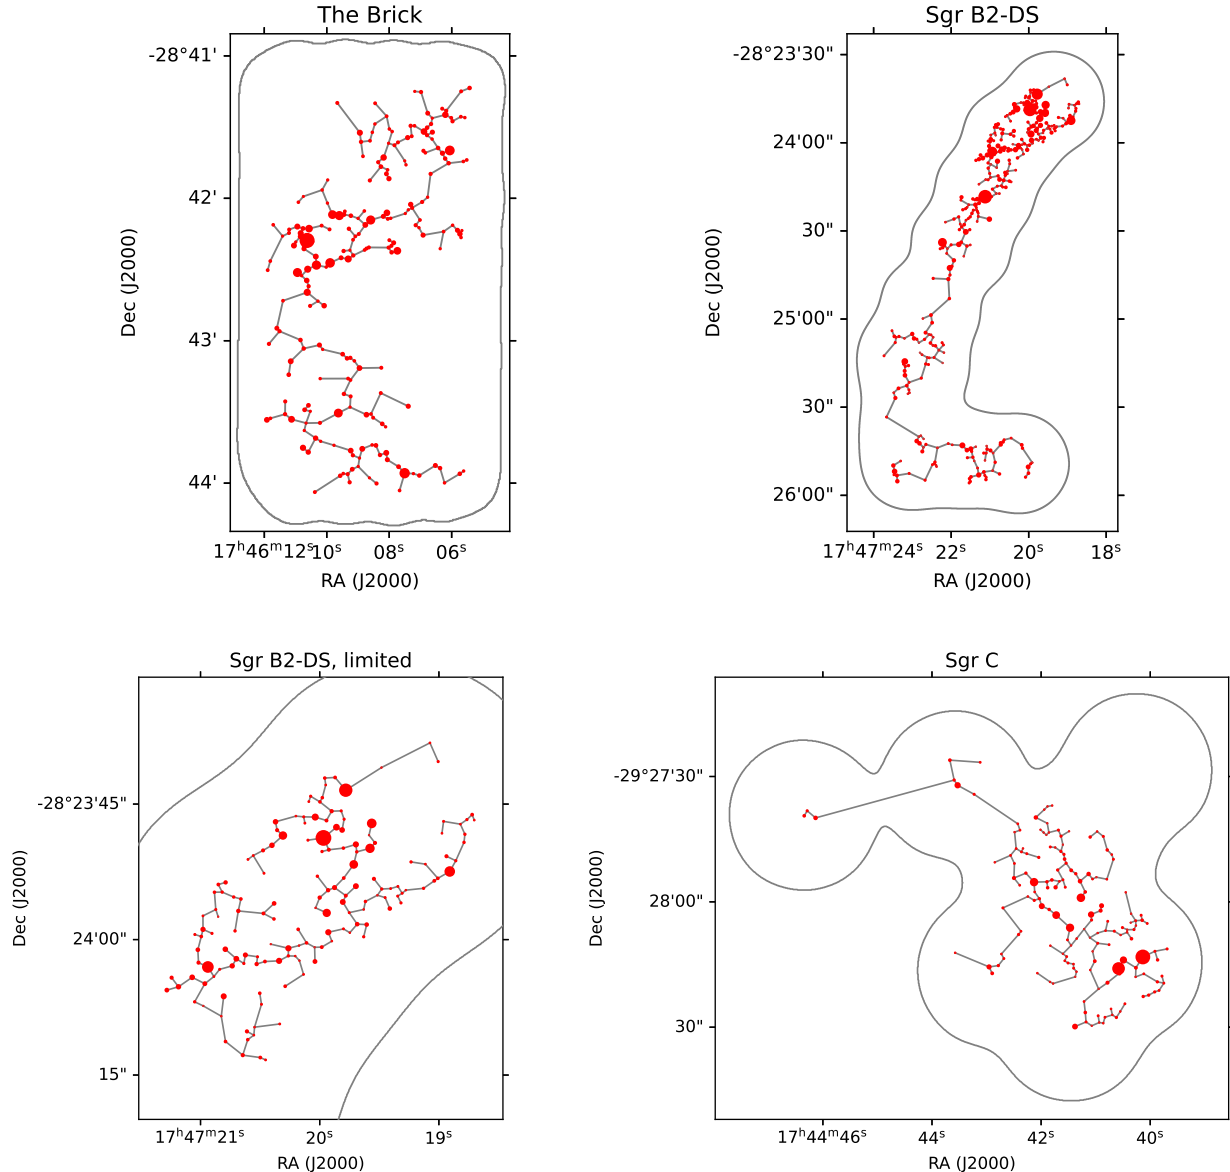 The Brick
-28°41'
42'
43'
44'
Dec (J2000)
17ʰ46ᵐ12ˢ 10ˢ 08ˢ 06ˢ
RA (J2000)
Sgr B2-DS
-28°23'30"
24'00"
30"
25'00"
30"
26'00"
Dec (J2000)
17ʰ47ᵐ24ˢ 22ˢ 20ˢ 18ˢ
RA (J2000)
Sgr B2-DS, limited
-28°23'45"
24'00"
15"
Dec (J2000)
17ʰ47ᵐ21ˢ 20ˢ 19ˢ
RA (J2000)
Sgr C
-29°27'30"
28'00"
30"
Dec (J2000)
17ʰ44ᵐ46ˢ 44ˢ 42ˢ 40ˢ
RA (J2000)